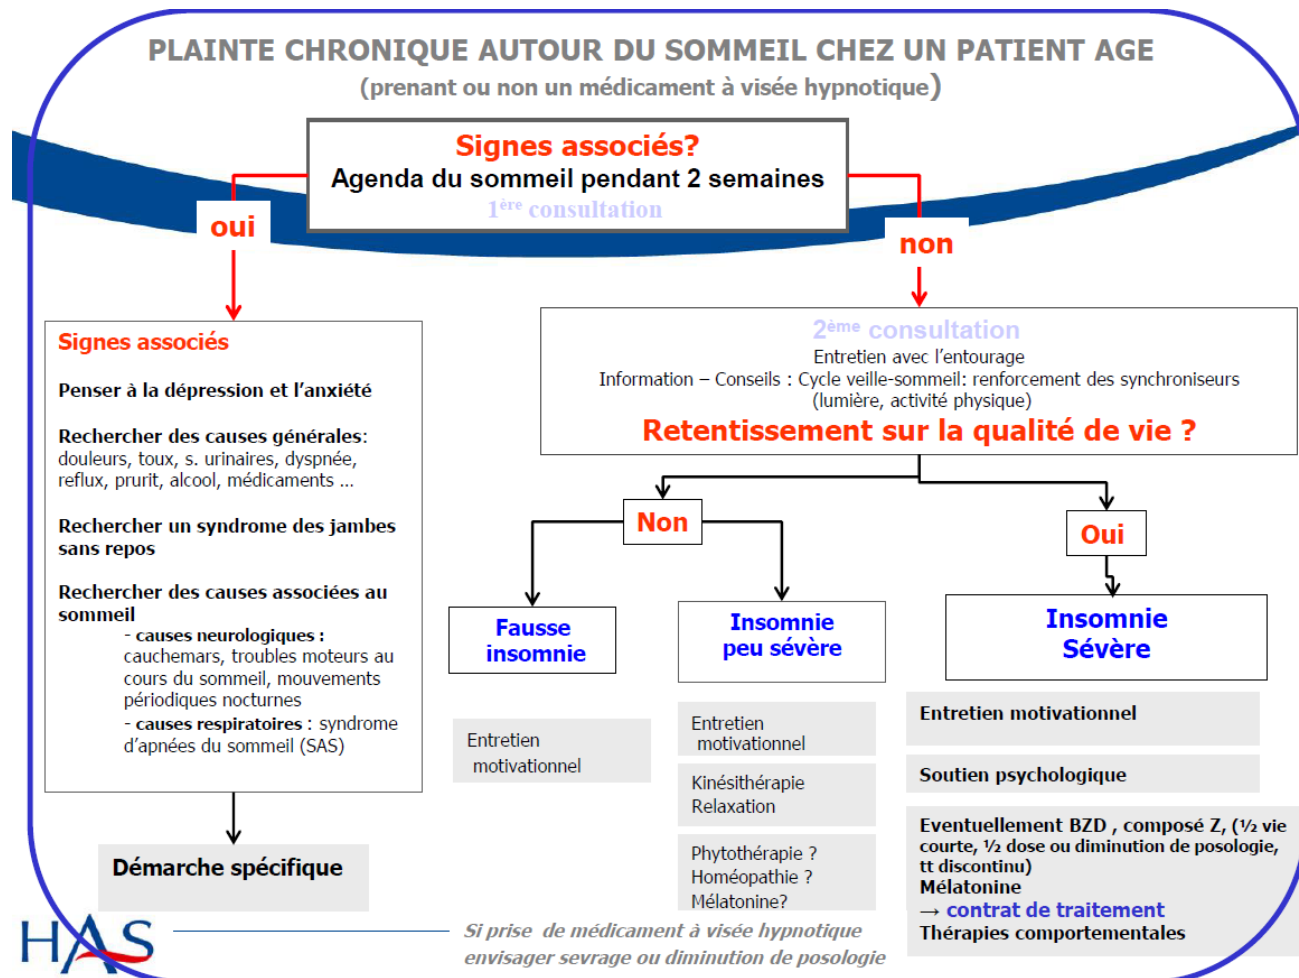 PLAINTE CHRONIQUE AUTOUR DU SOMMEIL CHEZ UN PATIENT AGE
(prenant ou non un médicament à visée hypnotique)
Signes associés?
Agenda du sommeil pendant 2 semaines
1ère consultation
oui
non
Signes associés
Penser à la dépression et l'anxiété
Rechercher des causes générales:
douleurs, toux, s. urinaires, dyspnée,
reflux, prurit, alcool, médicaments ...
Rechercher un syndrome des jambes
sans repos
Rechercher des causes associées au
sommeil
- causes neurologiques :
cauchemars, troubles moteurs au
cours du sommeil, mouvements
périodiques nocturnes
- causes respiratoires : syndrome
d'apnées du sommeil (SAS)
Démarche spécifique
2ème consultation
Entretien avec l'entourage
Information – Conseils : Cycle veille-sommeil: renforcement des synchroniseurs
(lumière, activité physique)
Retentissement sur la qualité de vie ?
Non
Oui
Fausse
insomnie
Entretien
motivationnel
Insomnie
peu sévère
Entretien
motivationnel
Kinésithérapie
Relaxation
Phytothérapie ?
Homéopathie ?
Mélatonine?
Insomnie
Sévère
Entretien motivationnel
Soutien psychologique
Eventuellement BZD , composé Z, (½ vie
courte, ½ dose ou diminution de posologie,
tt discontinu)
Mélatonine
→ contrat de traitement
Thérapies comportementales
HAS
Si prise de médicament à visée hypnotique
envisager sevrage ou diminution de posologie